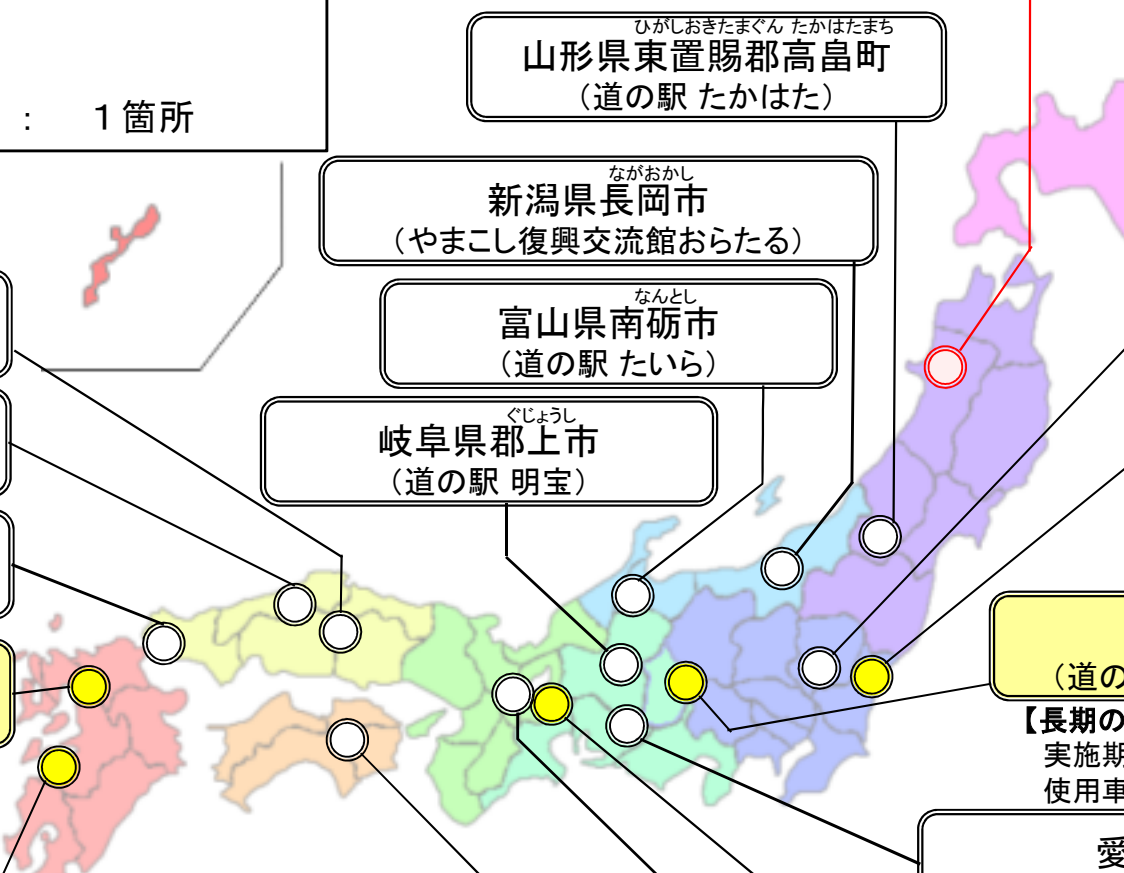 ： １箇所
ひがしおきたまぐん たかはたまち
山形県東置賜郡高畠町
（道の駅 たかはた）
ながおかし
新潟県長岡市
（やまこし復興交流館おらたる）
なんとし
富山県南砺市
（道の駅 たいら）
ぐじょうし
岐阜県郡上市
（道の駅 明宝）
（道の
【長期の
実施期
使用車
愛